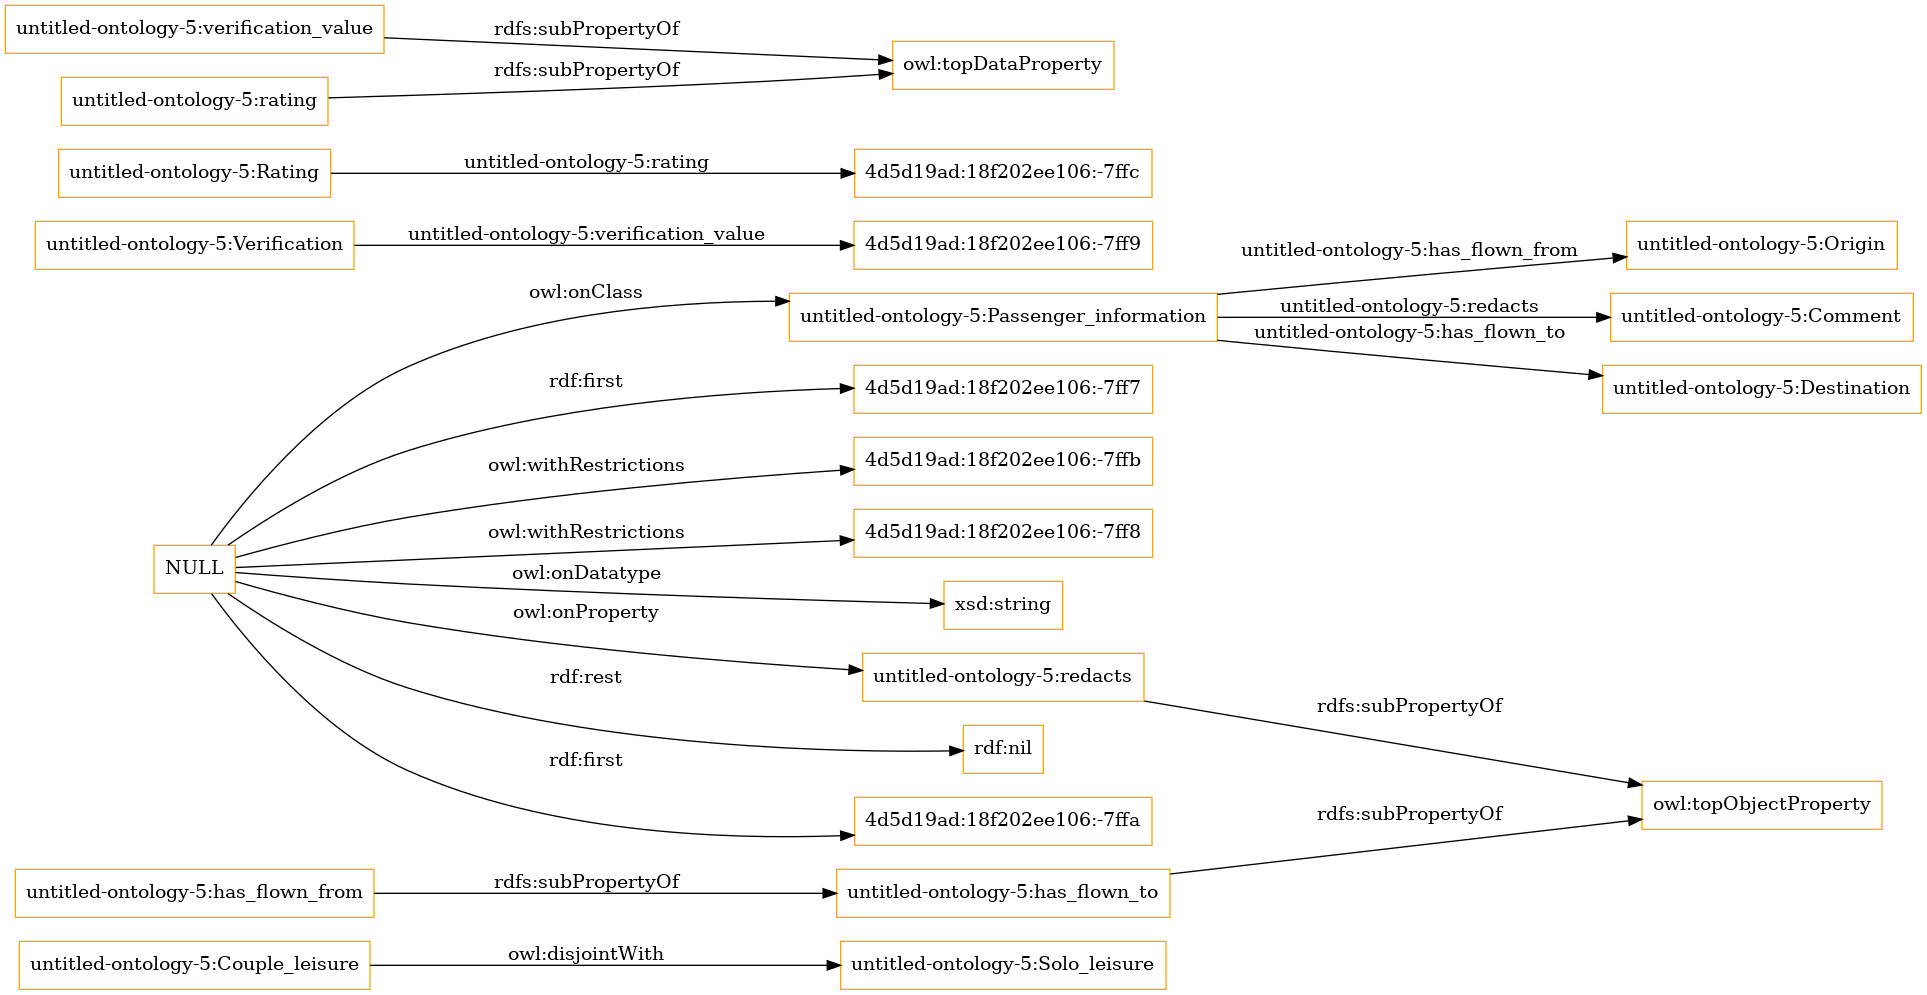 untitled-ontology-5:verification_value
rdfs:subPropertyOf
owl:topDataProperty
rdfs:subPropertyOf
untitled-ontology-5:rating
untitled-ontology-5:Rating
untitled-ontology-5:rating
4d5d19ad:18f202ee106:-7ffc
untitled-ontology-5:Verification
untitled-ontology-5:verification_value
4d5d19ad:18f202ee106:-7ff9
untitled-ontology-5:has_flown_from
untitled-ontology-5:Origin
owl:onClass
untitled-ontology-5:Passenger_information
untitled-ontology-5:redacts
untitled-ontology-5:Comment
untitled-ontology-5:has_flown_to
untitled-ontology-5:Destination
rdf:first
4d5d19ad:18f202ee106:-7ff7
owl:withRestrictions
4d5d19ad:18f202ee106:-7ffb
owl:withRestrictions
4d5d19ad:18f202ee106:-7ff8
NULL
owl:onDatatype
xsd:string
owl:onProperty
untitled-ontology-5:redacts
rdf:rest
rdfs:subPropertyOf
rdf:nil
rdf:first
owl:topObjectProperty
4d5d19ad:18f202ee106:-7ffa
rdfs:subPropertyOf
untitled-ontology-5:has_flown_from
rdfs:subPropertyOf
untitled-ontology-5:has_flown_to
untitled-ontology-5:Couple_leisure
owl:disjointWith
untitled-ontology-5:Solo_leisure